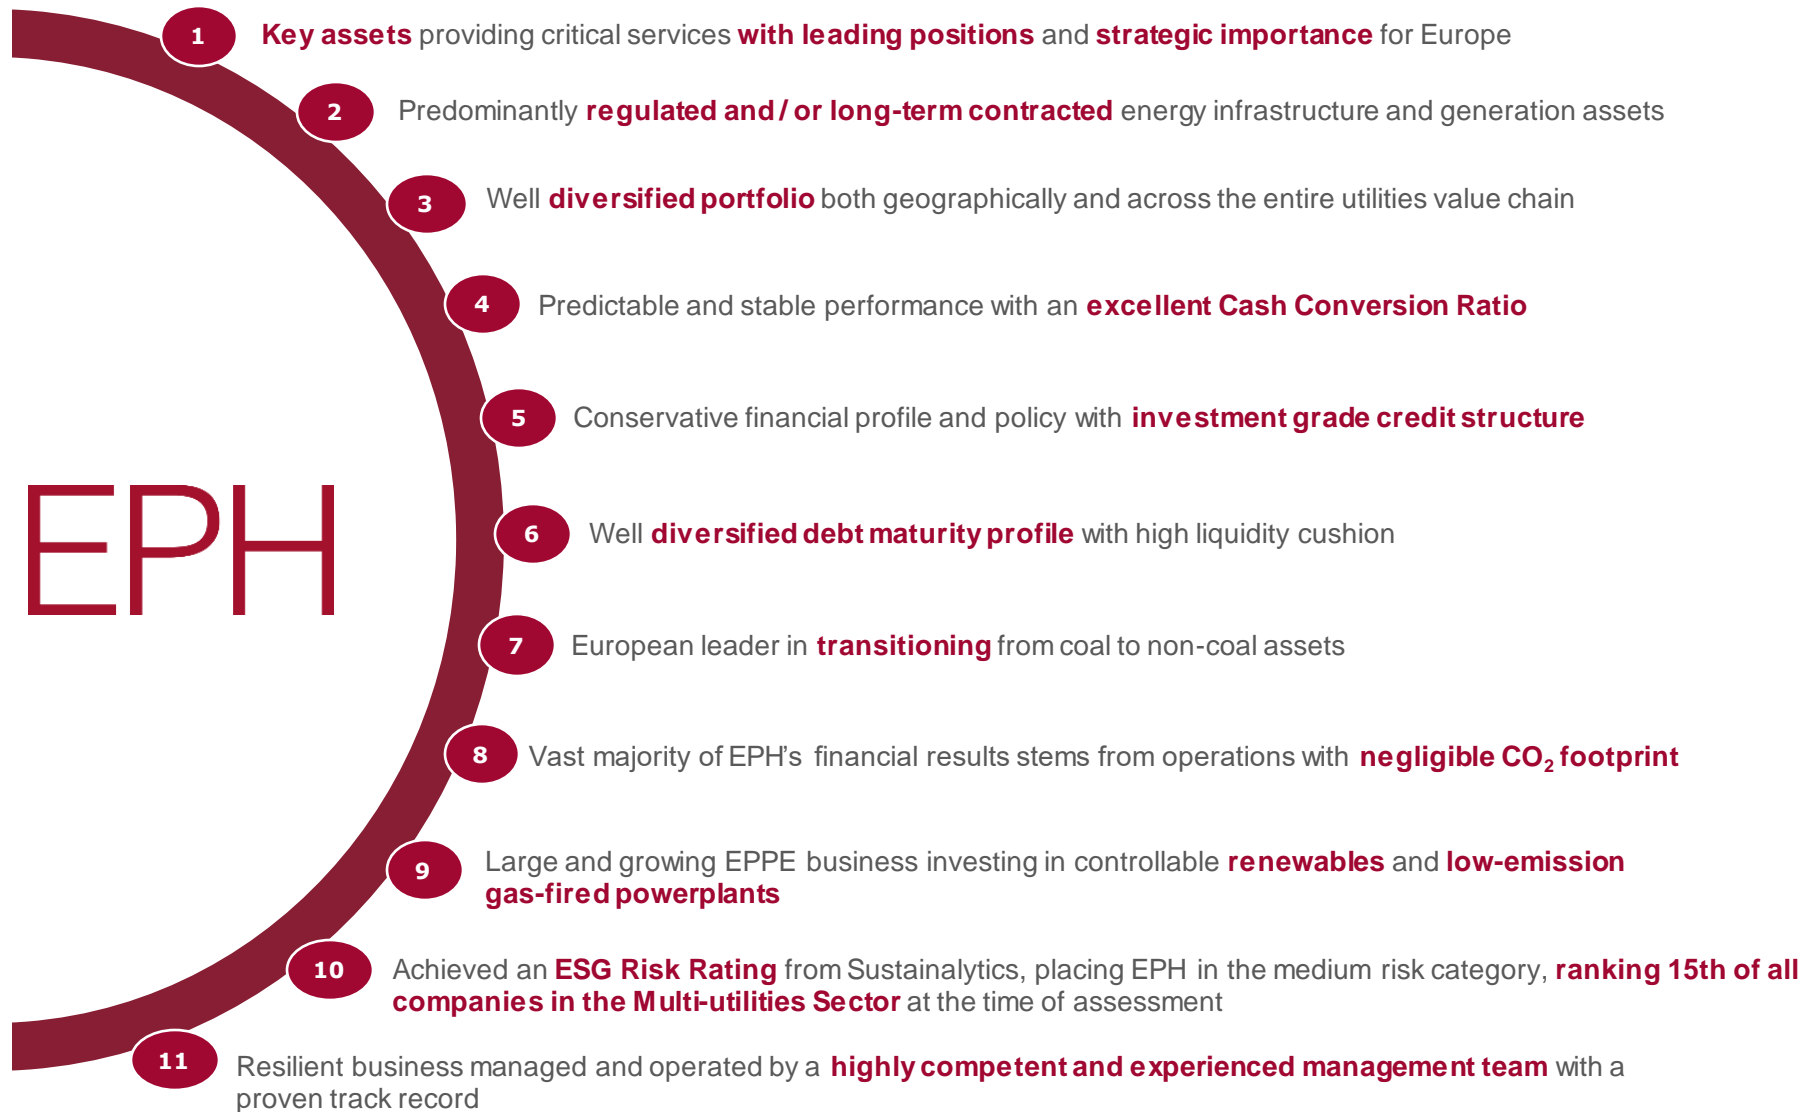 1 Key assets providing critical services with leading positions and strategic importance for Europe
2 Predominantly regulated and / or long-term contracted energy infrastructure and generation assets
3 Well diversified portfolio both geographically and across the entire utilities value chain
4 Predictable and stable performance with an excellent Cash Conversion Ratio
5 Conservative financial profile and policy with investment grade credit structure
EPH
6 Well diversified debt maturity profile with high liquidity cushion
7 European leader in transitioning from coal to non-coal assets
8 Vast majority of EPH's financial results stems from operations with negligible CO₂ footprint
9 Large and growing EPPE business investing in controllable renewables and low-emission
gas-fired powerplants
10 Achieved an ESG Risk Rating from Sustainalytics, placing EPH in the medium risk category, ranking 15th of all
companies in the Multi-utilities Sector at the time of assessment
11 Resilient business managed and operated by a highly competent and experienced management team with a
proven track record